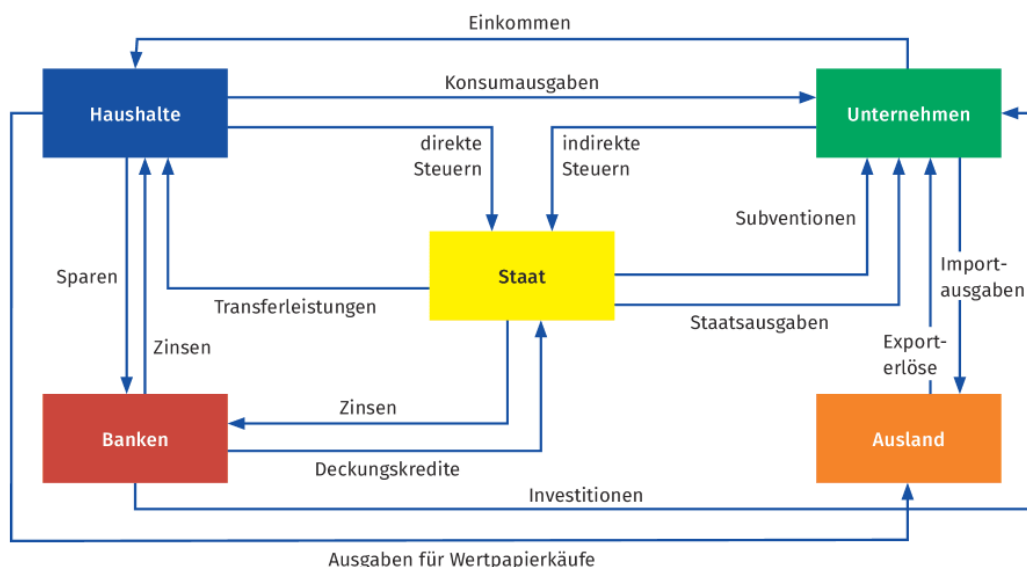 Einkommen
Haushalte
Konsumausgaben
Unternehmen
direkte
Steuern
indirekte
Steuern
Subventionen
Sparen
Staat
Import-
ausgaben
Transferleistungen
Staatsausgaben
Zinsen
Export-
erlöse
Banken
Zinsen
Ausland
Deckungskredite
Investitionen
Ausgaben für Wertpapierkäufe